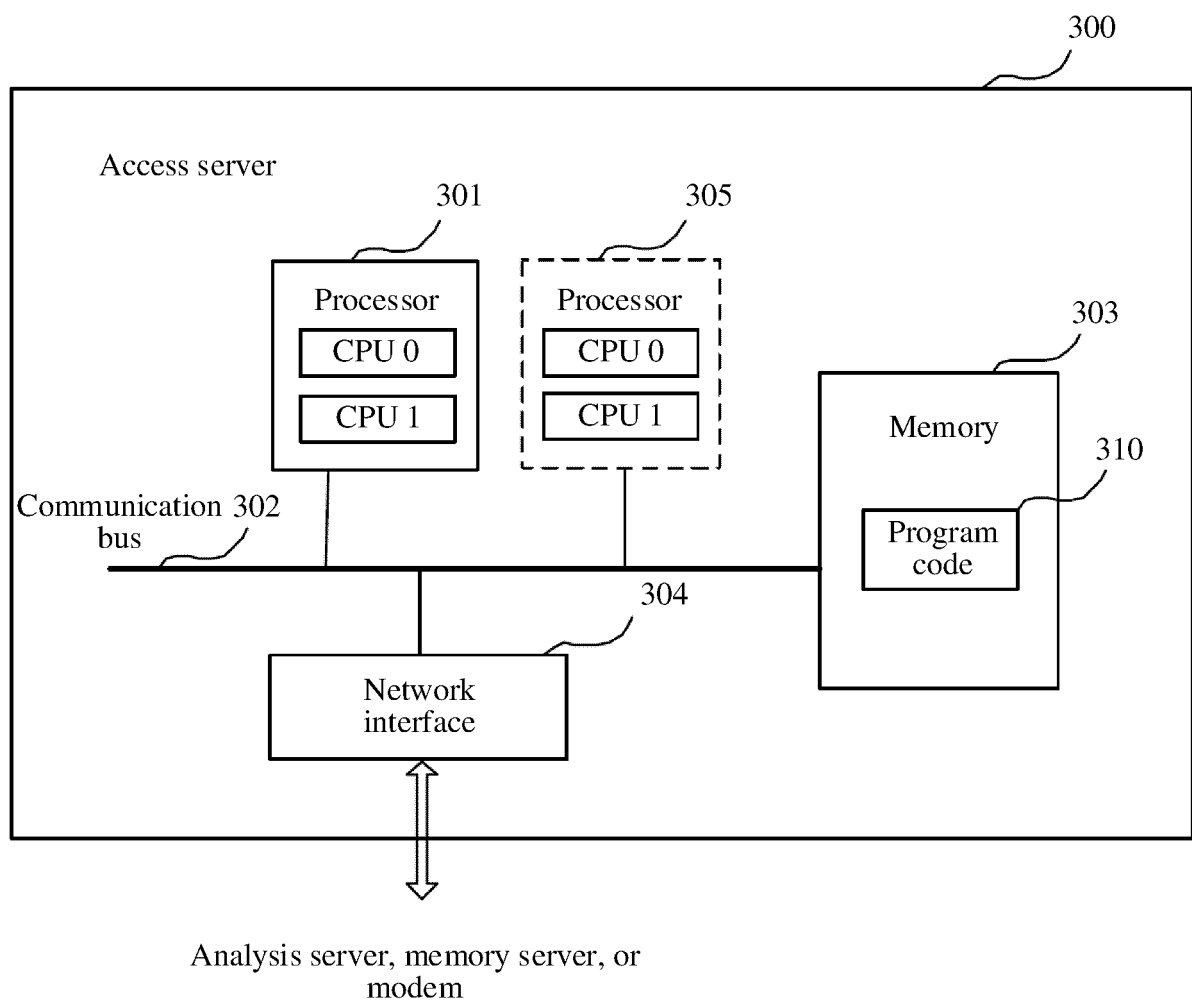 300
Access server
301
305
Processor
CPU 0
CPU 1
Processor
CPU 0
CPU 1
303
Memory
310
Program
code
Communication 302
bus
304
Network
interface
Analysis server, memory server, or
modem